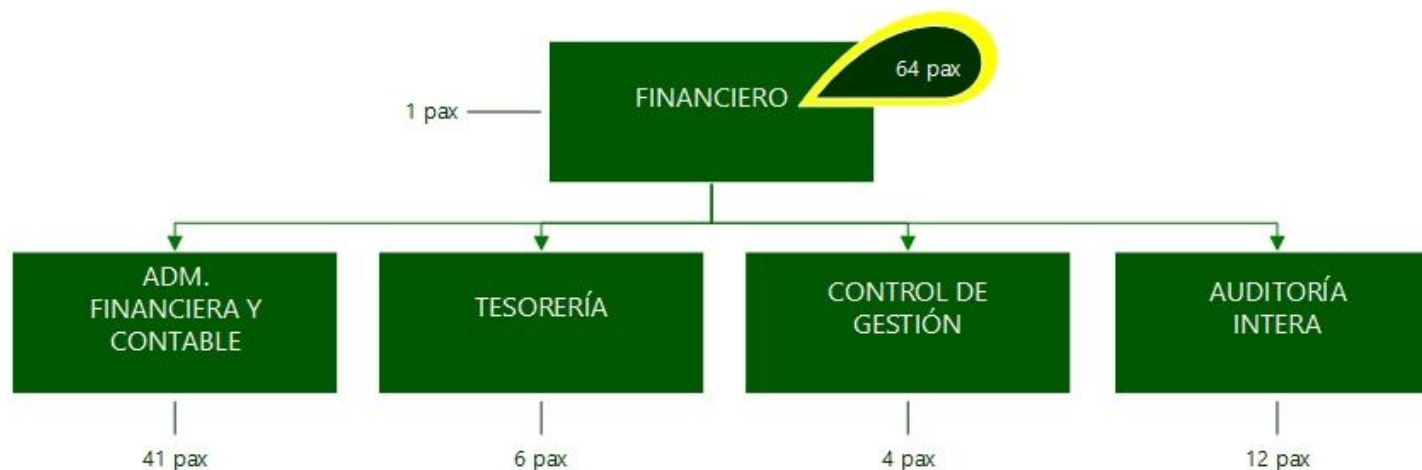 64 pax
FINANCIERO
1 pax
ADM.
FINANCIERA Y
CONTABLE
TESORERÍA
CONTROL DE
GESTIÓN
AUDITORÍA
INTERA
41 pax
6 pax
4 pax
12 pax